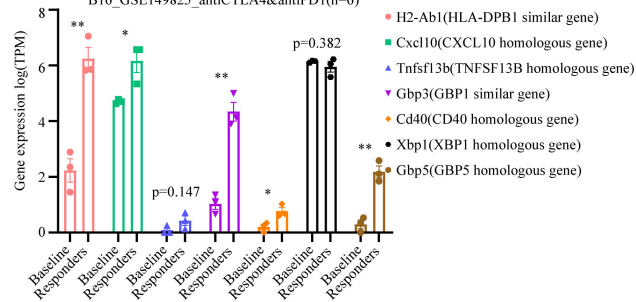 B16_GSE149825_antiCTLA4&antiPD1(n=6)
H2-Ab1(HLA-DPB1 similar gene)
Cxcl10(CXCL10 homologous gene)
Tnfsf13b(TNFSF13B homologous gene)
Gbp3(GBP1 similar gene)
Cd40(CD40 homologous gene)
Xbp1(XBP1 homologous gene)
Gbp5(GBP5 homologous gene)
Gene expression log(TPM)
8
6
4
2
0
**
*
p=0.147
**
*
p=0.382
**
Baseline
Responders
Baseline
Responders
Baseline
Responders
Baseline
Responders
Baseline
Responders
Baseline
Responders
Baseline
Responders